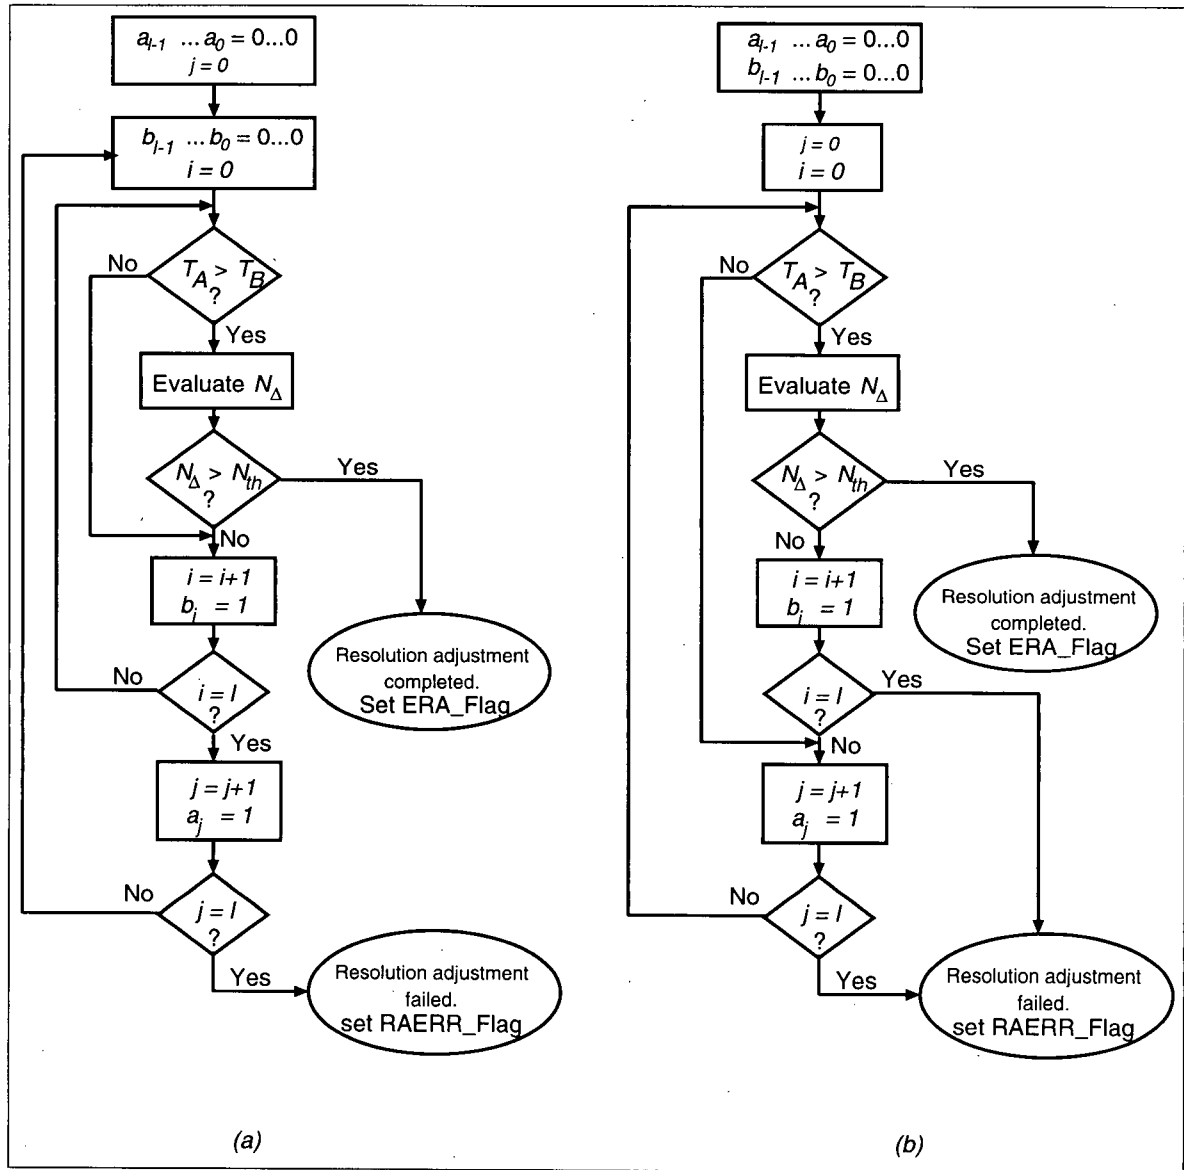 a_{l-1} ... a_0 = 0...0
j = 0
b_{l-1} ... b_0 = 0...0
i = 0
No
T_A > T_B
?
Yes
Evaluate N_Δ
N_Δ > N_{th}
?
Yes
No
i = i+1
b_i = 1
Resolution adjustment
completed.
Set ERA_Flag
No
i = l
?
Yes
j = j+1
a_j = 1
No
j = l
?
Yes
Resolution adjustment
failed.
set RAERR_Flag
(a)
a_{l-1} ... a_0 = 0...0
b_{l-1} ... b_0 = 0...0
j = 0
i = 0
No
T_A > T_B
?
Yes
Evaluate N_Δ
N_Δ > N_{th}
?
Yes
No
i = i+1
b_i = 1
Resolution adjustment
completed.
Set ERA_Flag
i = l
?
Yes
No
j = j+1
a_j = 1
No
j = l
?
Yes
Resolution adjustment
failed.
set RAERR_Flag
(b)